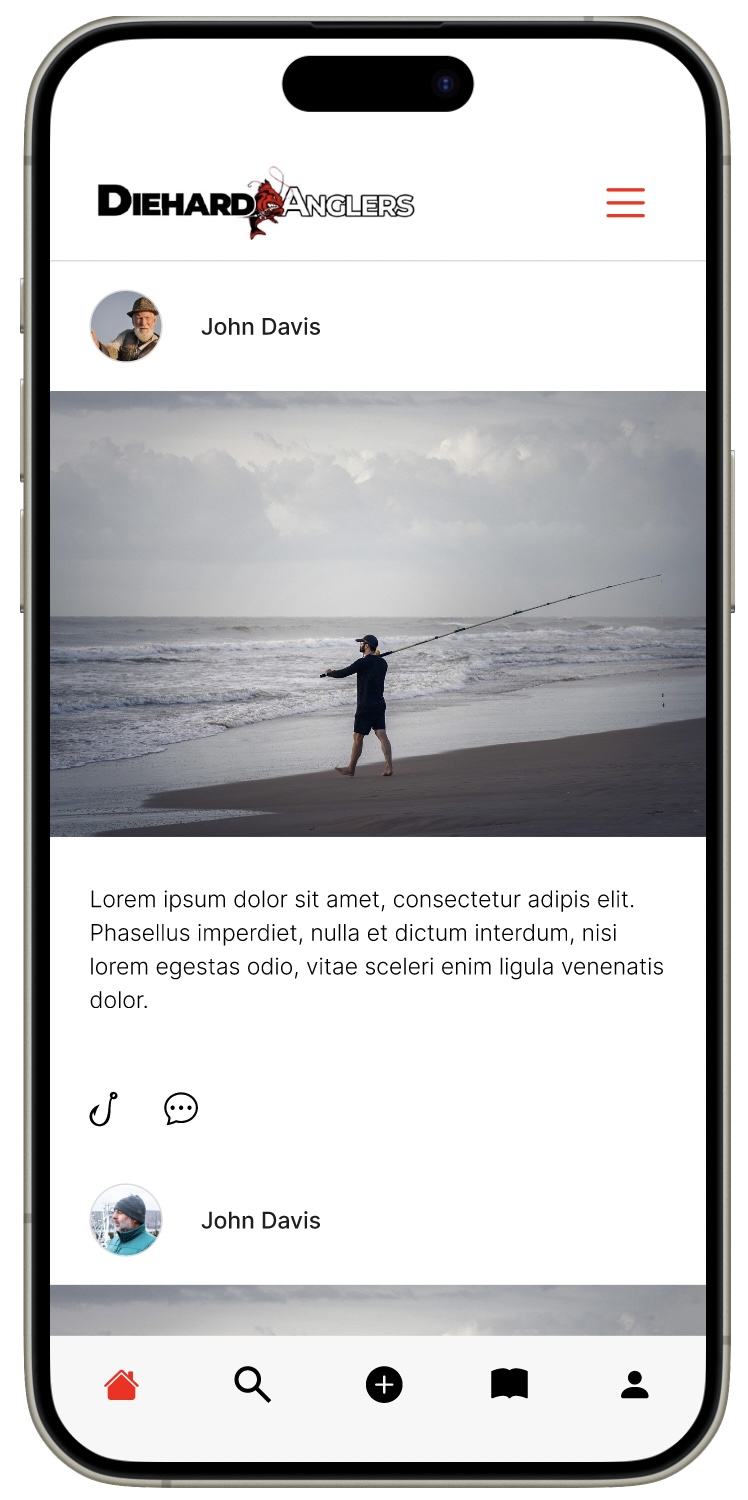 DIEHARD ANGLERS
John Davis
Lorem ipsum dolor sit amet, consectetur adipis elit.
Phasellus imperdiet, nulla et dictum interdum, nisi
lorem egestas odio, vitae sceleri enim ligula venenatis
dolor.
John Davis